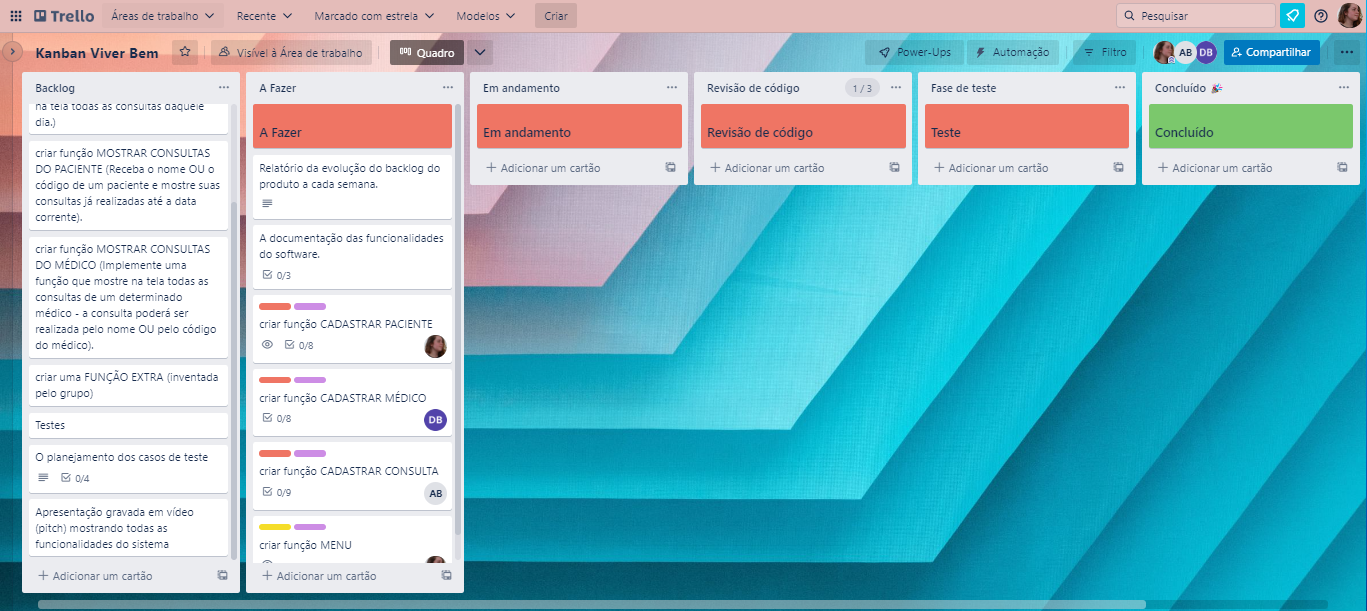 Trello
Áreas de trabalho
Recente
Marcado com estrela
Modelos
Criar
Pesquisar
Kanban Viver Bem
Visível à Área de trabalho
Quadro
Power-Ups
Automação
Filtro
AB
DB
Compartilhar
Backlog
na tela todas as consultas daquele
dia.)
criar função MOSTRAR CONSULTAS
DO PACIENTE (Receba o nome OU o
código de um paciente e mostre suas
consultas já realizadas até a data
corrente).
criar função MOSTRAR CONSULTAS
DO MÉDICO (Implemente uma
função que mostre na tela todas as
consultas de um determinado
médico - a consulta poderá ser
realizada pelo nome OU pelo código
do médico).
criar uma FUNÇÃO EXTRA (inventada
pelo grupo)
Testes
O planejamento dos casos de teste
0/4
Apresentação gravada em vídeo
(pitch) mostrando todas as
funcionalidades do sistema
+ Adicionar um cartão
A Fazer
A Fazer
Relatório da evolução do backlog do
produto a cada semana.
A documentação das funcionalidades
do software.
0/3
criar função CADASTRAR PACIENTE
0/8
criar função CADASTRAR MÉDICO
0/8
DB
criar função CADASTRAR CONSULTA
0/9
AB
criar função MENU
+ Adicionar um cartão
Em andamento
Em andamento
+ Adicionar um cartão
Revisão de código
1 / 3
Revisão de código
+ Adicionar um cartão
Fase de teste
Teste
+ Adicionar um cartão
Concluído 🎉
Concluído
+ Adicionar um cartão